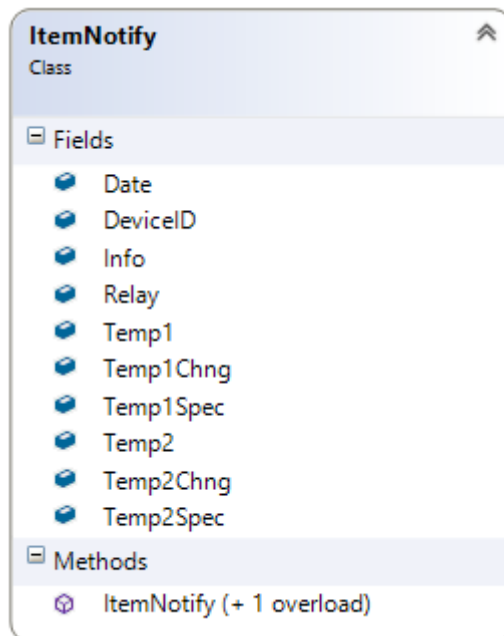 ItemNotify
Class
Fields
Date
DeviceID
Info
Relay
Temp1
Temp1Chng
Temp1Spec
Temp2
Temp2Chng
Temp2Spec
Methods
ItemNotify (+ 1 overload)